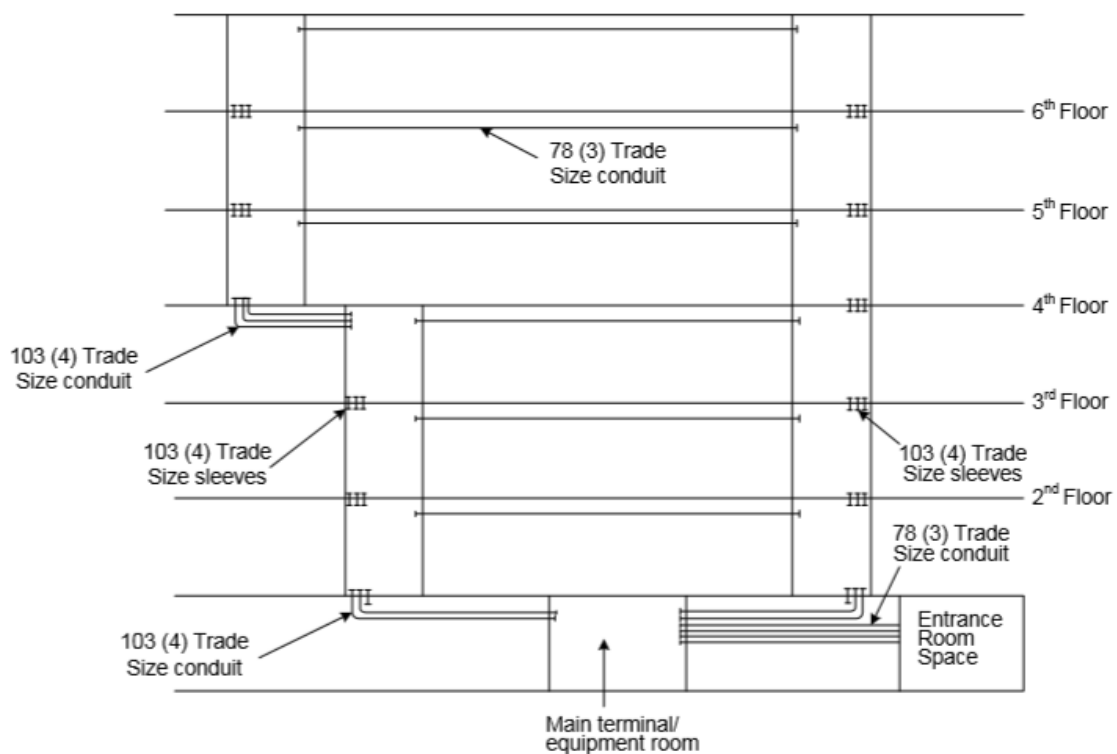 6th Floor
78 (3) Trade
Size conduit
5th Floor
4th Floor
103 (4) Trade
Size conduit
3rd Floor
103 (4) Trade
Size sleeves
103 (4) Trade
Size sleeves
2nd Floor
78 (3) Trade
Size conduit
Entrance
Room
Space
103 (4) Trade
Size conduit
Main terminal/
equipment room